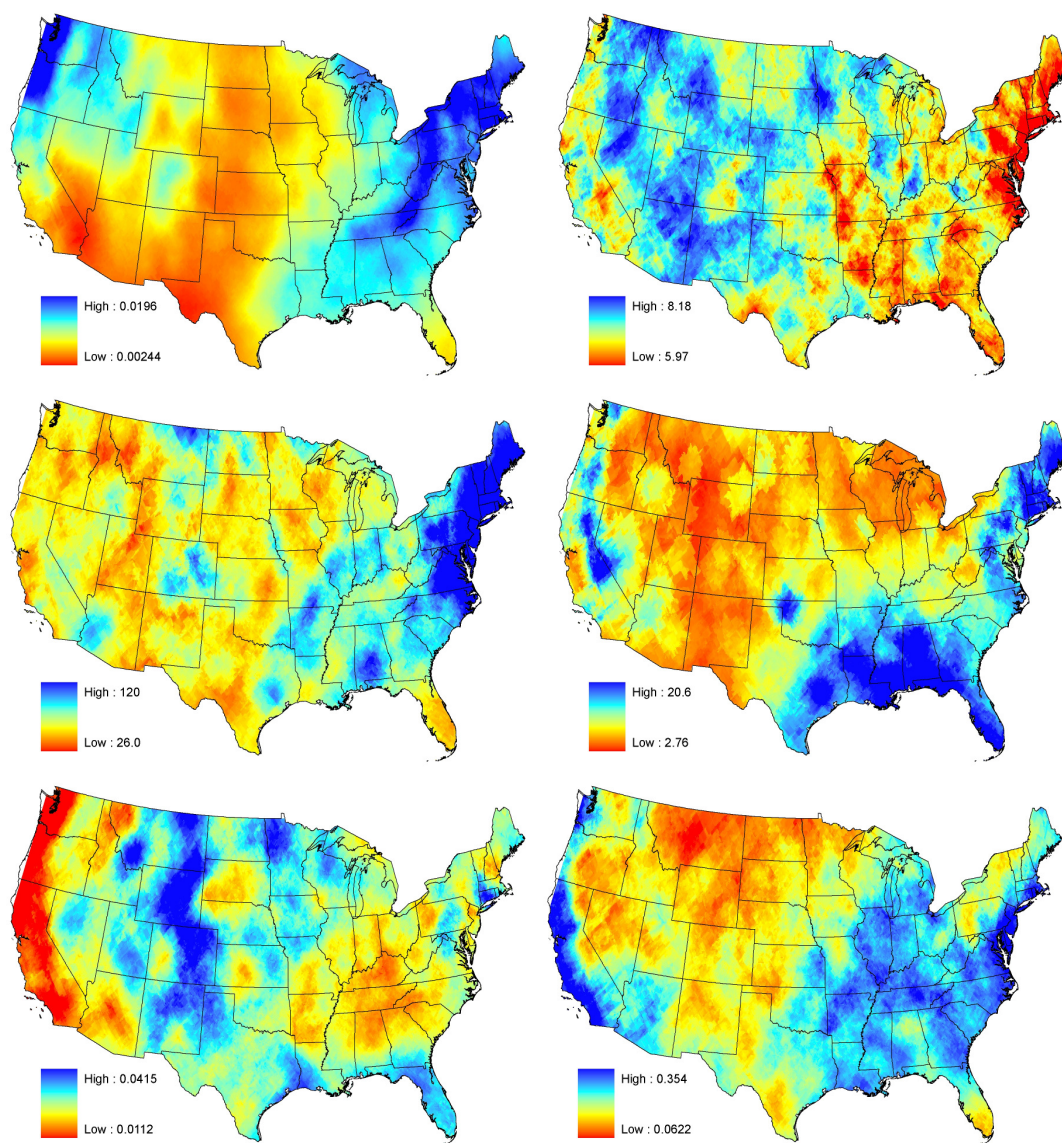 High : 0.0196
Low : 0.00244
High : 8.18
Low : 5.97
High : 120
Low : 26.0
High : 20.6
Low : 2.76
High : 0.0415
Low : 0.0112
High : 0.354
Low : 0.0622